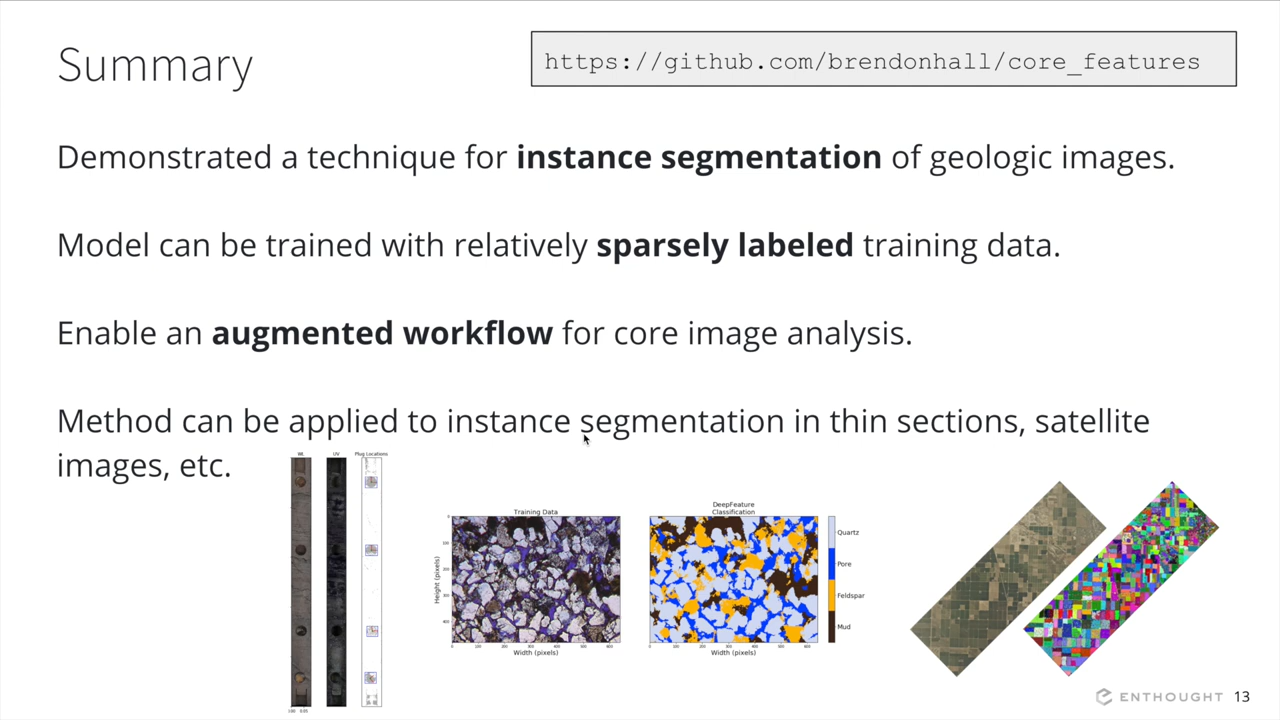 Summary
https://github.com/brendonhall/core_features
Demonstrated a technique for instance segmentation of geologic images.
Model can be trained with relatively sparsely labeled training data.
Enable an augmented workflow for core image analysis.
Method can be applied to instance segmentation in thin sections, satellite
images, etc.
WL UV Plug Locations
Training Data
Height (pixels)
Width (pixels)
DeepFeature
Classification
Width (pixels)
Quartz
Pore
Feldspar
Mud
ENTHOUGHT 13